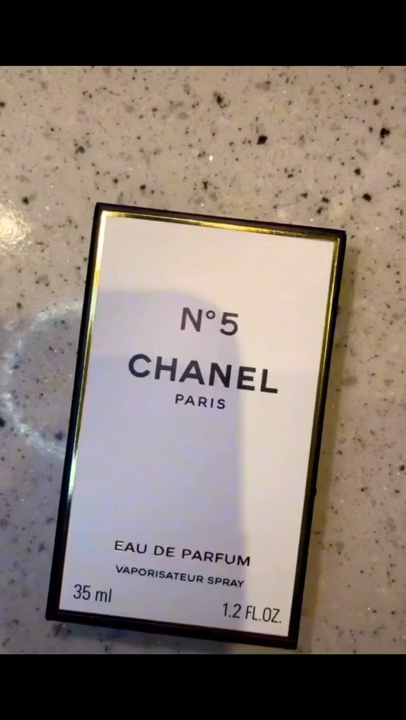 N°5
CHANEL
PARIS
EAU DE PARFUM
VAPORISATEUR SPRAY
35 ml
1.2 FL.OZ.